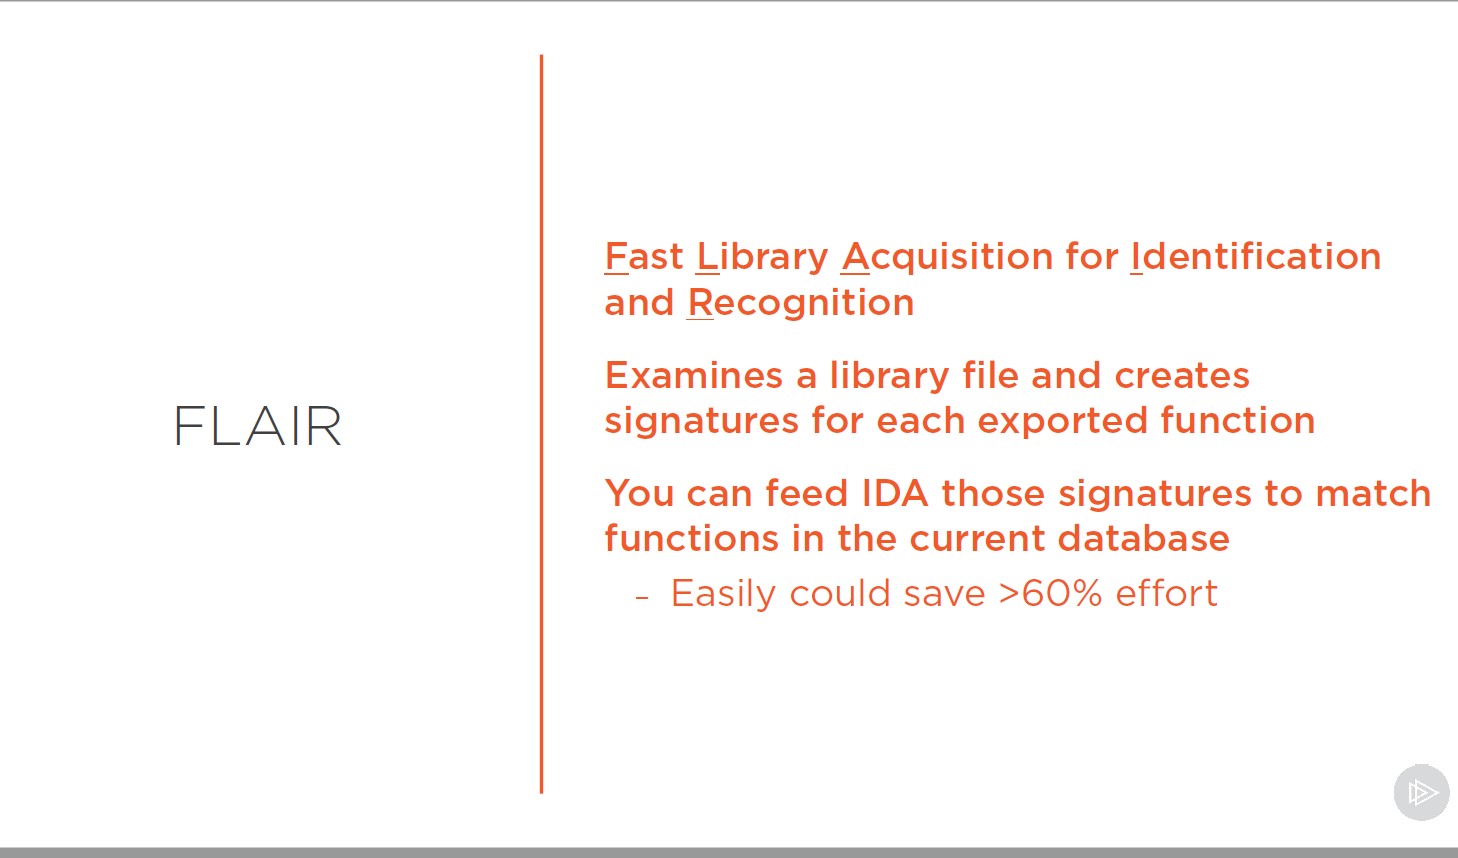 FLAIR
Fast Library Acquisition for Identification
and Recognition
Examines a library file and creates
signatures for each exported function
You can feed IDA those signatures to match
functions in the current database
– Easily could save >60% effort